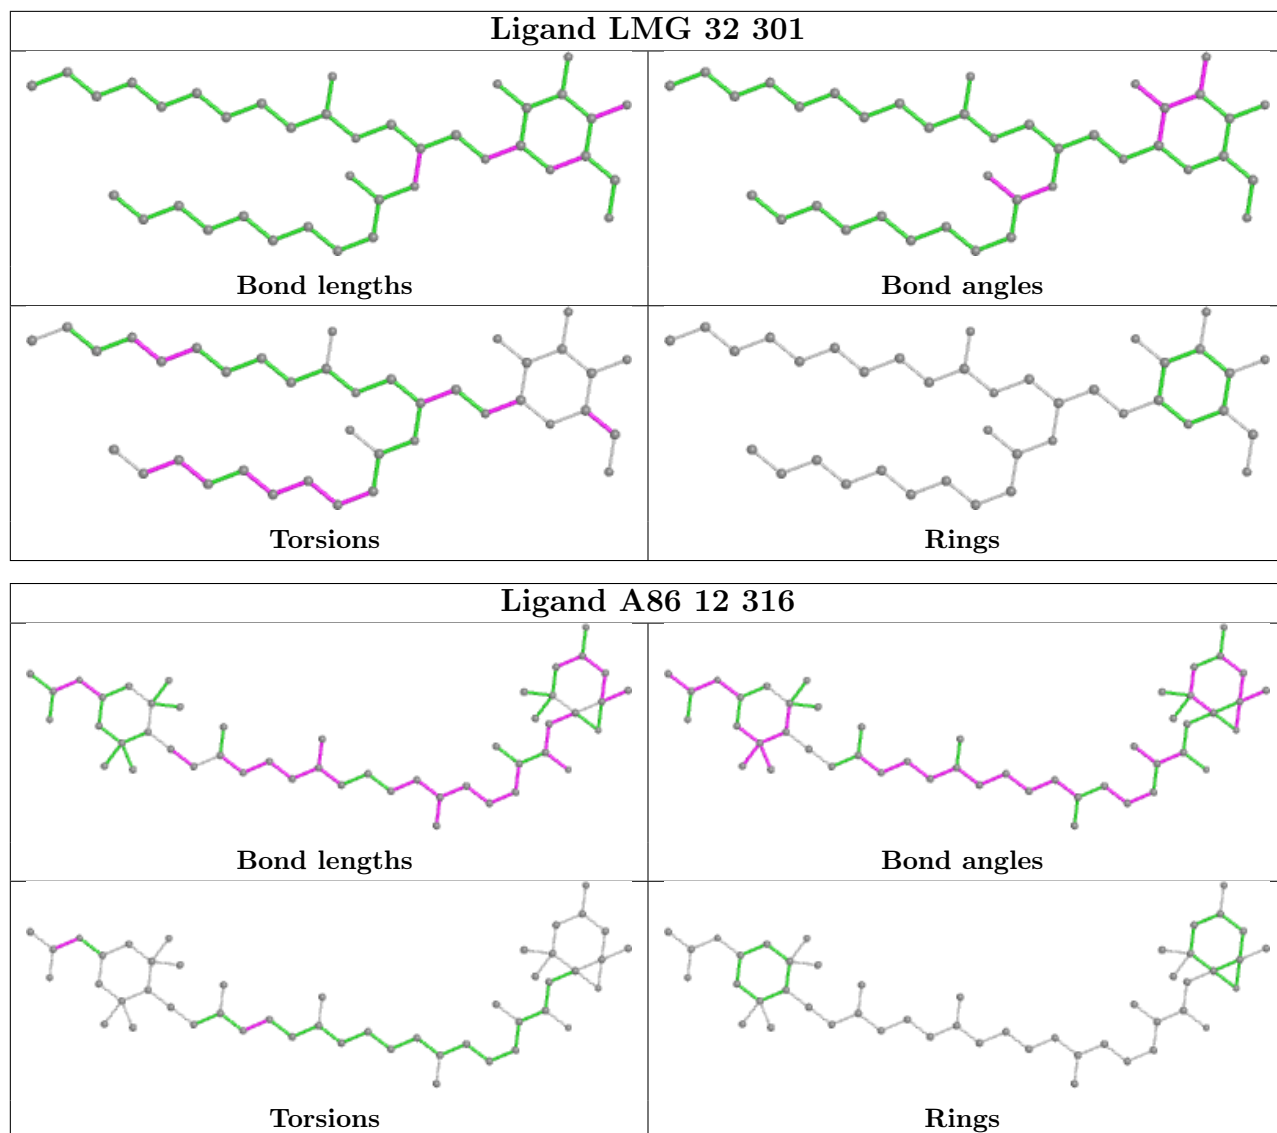 Ligand LMG 32 301
Bond lengths
Bond angles
Torsions
Rings
Ligand A86 12 316
Bond lengths
Bond angles
Torsions
Rings